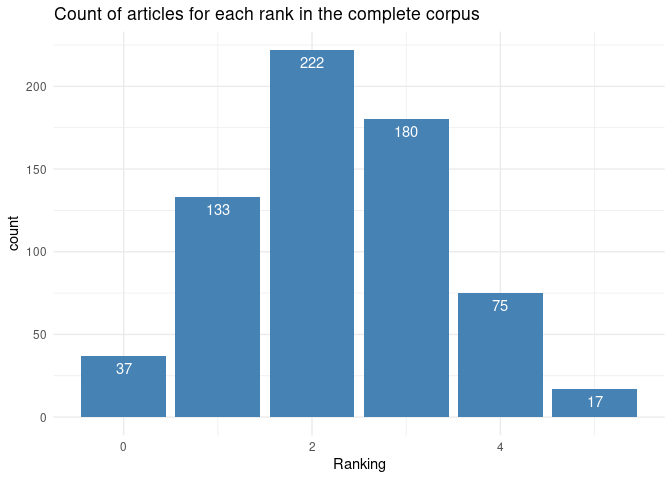 Count of articles for each rank in the complete corpus
count
200
150
100
50
0
222
180
133
75
37
17
0 2 4
Ranking